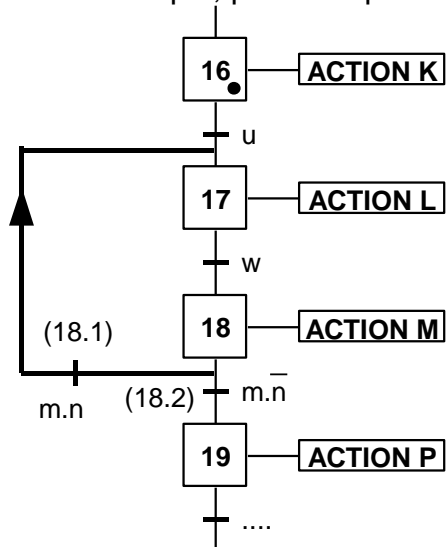 16 ACTION K
u
17 ACTION L
w
18 ACTION M
(18.1)
m.n
(18.2) m.n̅
19 ACTION P
....